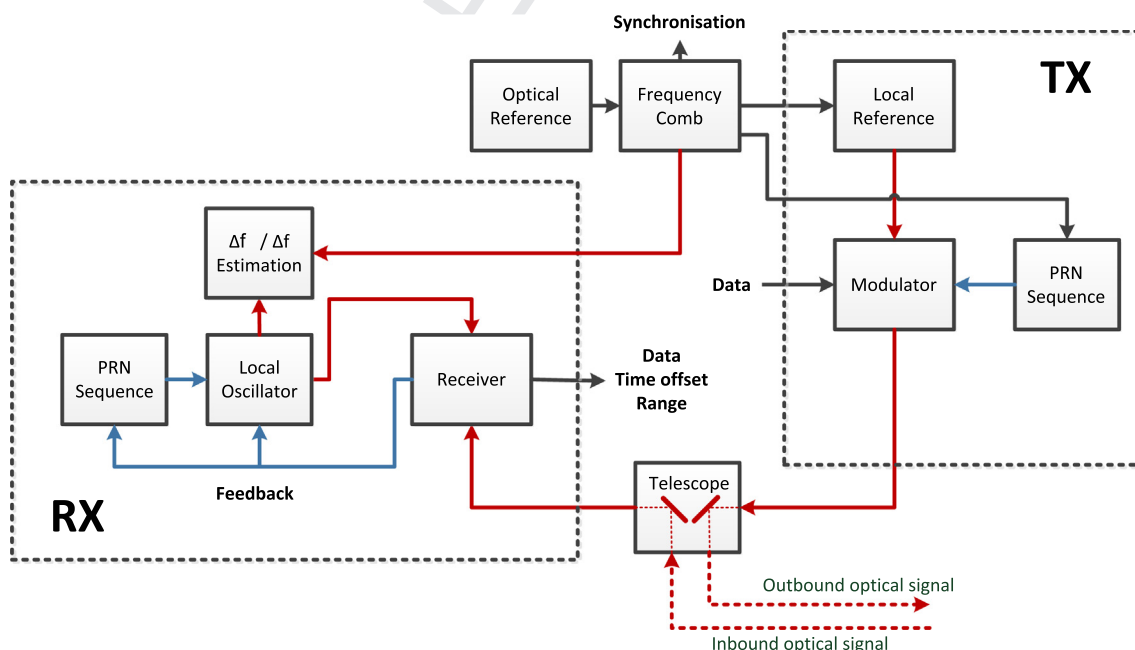 Synchronisation
TX
Optical
Reference
Frequency
Comb
Local
Reference
Δf / Δf
Estimation
Data
Modulator
PRN
Sequence
PRN
Sequence
Local
Oscillator
Receiver
Data
Time offset
Range
Feedback
RX
Telescope
Outbound optical signal
Inbound optical signal